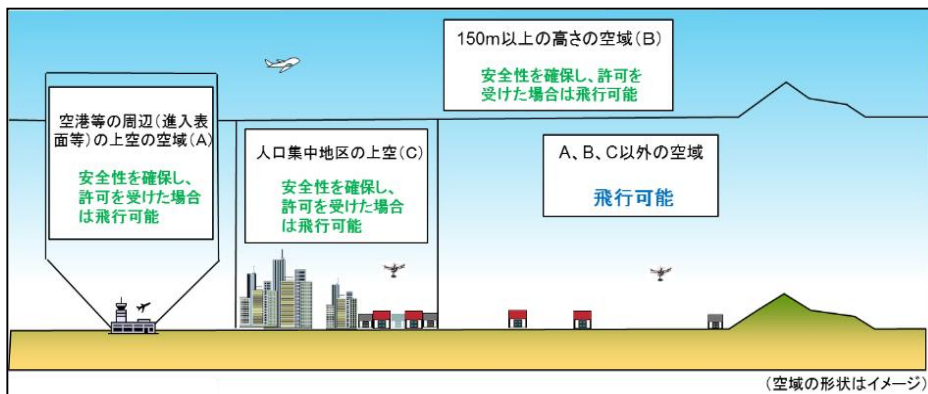 150m以上の高さの空域(B)
安全性を確保し、許可を
受けた場合は飛行可能
空港等の周辺(進入表
面等)の上空の空域(A)
安全性を確保し、
許可を受けた場合
は飛行可能
人口集中地区の上空(C)
安全性を確保し、
許可を受けた場合
は飛行可能
A、B、C以外の空域
飛行可能
(空域の形状はイメージ)